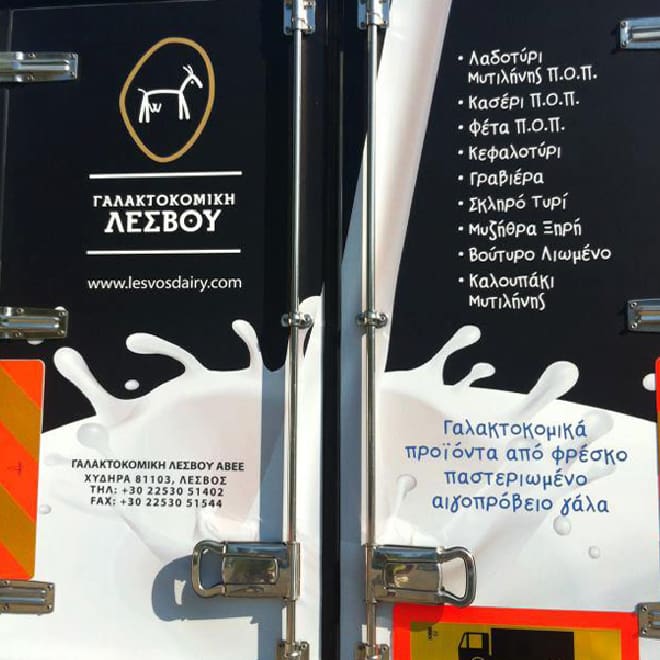 ΓΑΛΑΚΤΟΚΟΜΙΚΗ
ΛΕΣΒΟΥ
www.lesvosdairy.com
ΓΑΛΑΚΤΟΚΟΜΙΚΗ ΛΕΣΒΟΥ ΑΒΕΕ
ΧΥΔΗΡΑ 81103, ΛΕΣΒΟΣ
ΤΗΛ: +30 22530 51402
FAX: +30 22530 51544
• Λαδοτύρι
Μυτιλήνης Π.Ο.Π.
• Κασέρι Π.Ο.Π.
• Φέτα Π.Ο.Π.
• Κεφαλοτύρι
• Γραβιέρα
• Σκληρό Τυρί
• Μυζήθρα Ξηρή
• Βούτυρο Λιωμένο
• Καλουπάκι
Μυτιλήνης
Γαλακτοκομικά
προϊόντα από φρέσκο
παστεριωμένο
αιγοπρόβειο γάλα